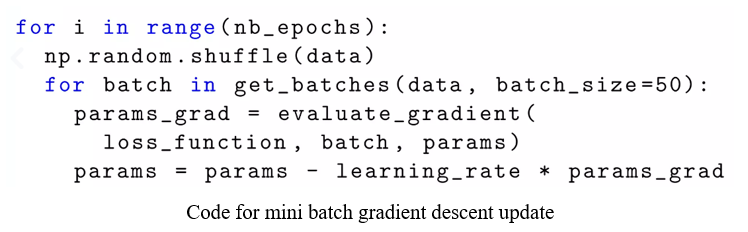 for i in range(nb_epochs):
np.random.shuffle(data)
for batch in get_batches(data, batch_size=50):
params_grad = evaluate_gradient(
loss_function, batch, params)
params = params - learning_rate * params_grad
Code for mini batch gradient descent update